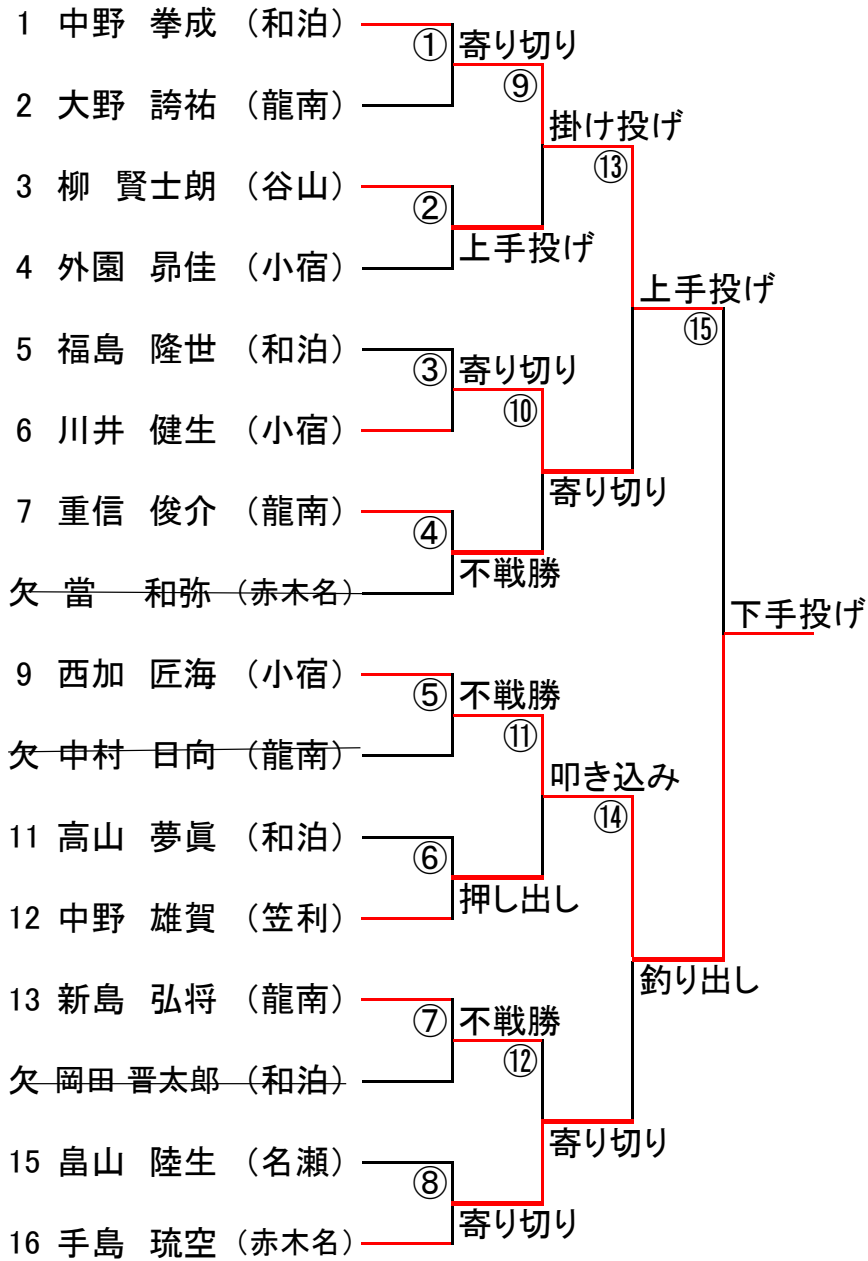 1 中野 拳成 (和泊)
① 寄り切り
2 大野 誇祐 (龍南)
⑨ 掛け投げ
3 柳 賢士朗 (谷山)
② 上手投げ
⑬
4 外園 昴佳 (小宿)
上手投げ
⑮
5 福島 隆世 (和泊)
③ 寄り切り
6 川井 健生 (小宿)
⑩
寄り切り
7 重信 俊介 (龍南)
④ 不戦勝
欠 當 和弥 (赤木名)
下手投げ
9 西加 匠海 (小宿)
⑤ 不戦勝
欠 中村 日向 (龍南)
⑪ 叩き込み
⑭
11 高山 夢眞 (和泊)
⑥ 押し出し
12 中野 雄賀 (笠利)
釣り出し
13 新島 弘将 (龍南)
⑦ 不戦勝
欠 岡田 晋太郎 (和泊)
⑫
寄り切り
15 畠山 陸生 (名瀬)
⑧ 寄り切り
16 手島 琉空 (赤木名)